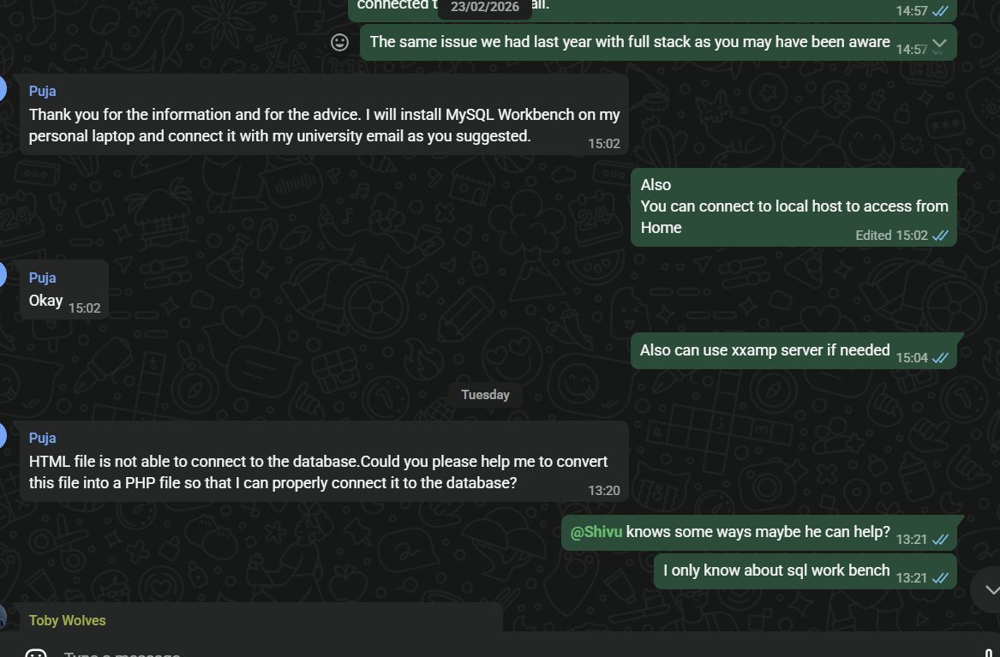 connected t
23/02/2026
all.
14:57
The same issue we had last year with full stack as you may have been aware
14:57
Puja
Thank you for the information and for the advice. I will install MySQL Workbench on my
personal laptop and connect it with my university email as you suggested.
15:02
Also
You can connect to local host to access from
Home
Edited 15:02
Puja
Okay
15:02
Also can use xxamp server if needed
15:04
Tuesday
Puja
HTML file is not able to connect to the database.Could you please help me to convert
this file into a PHP file so that I can properly connect it to the database?
13:20
@Shivu knows some ways maybe he can help?
13:21
I only know about sql work bench
13:21
Toby Wolves
Type a message